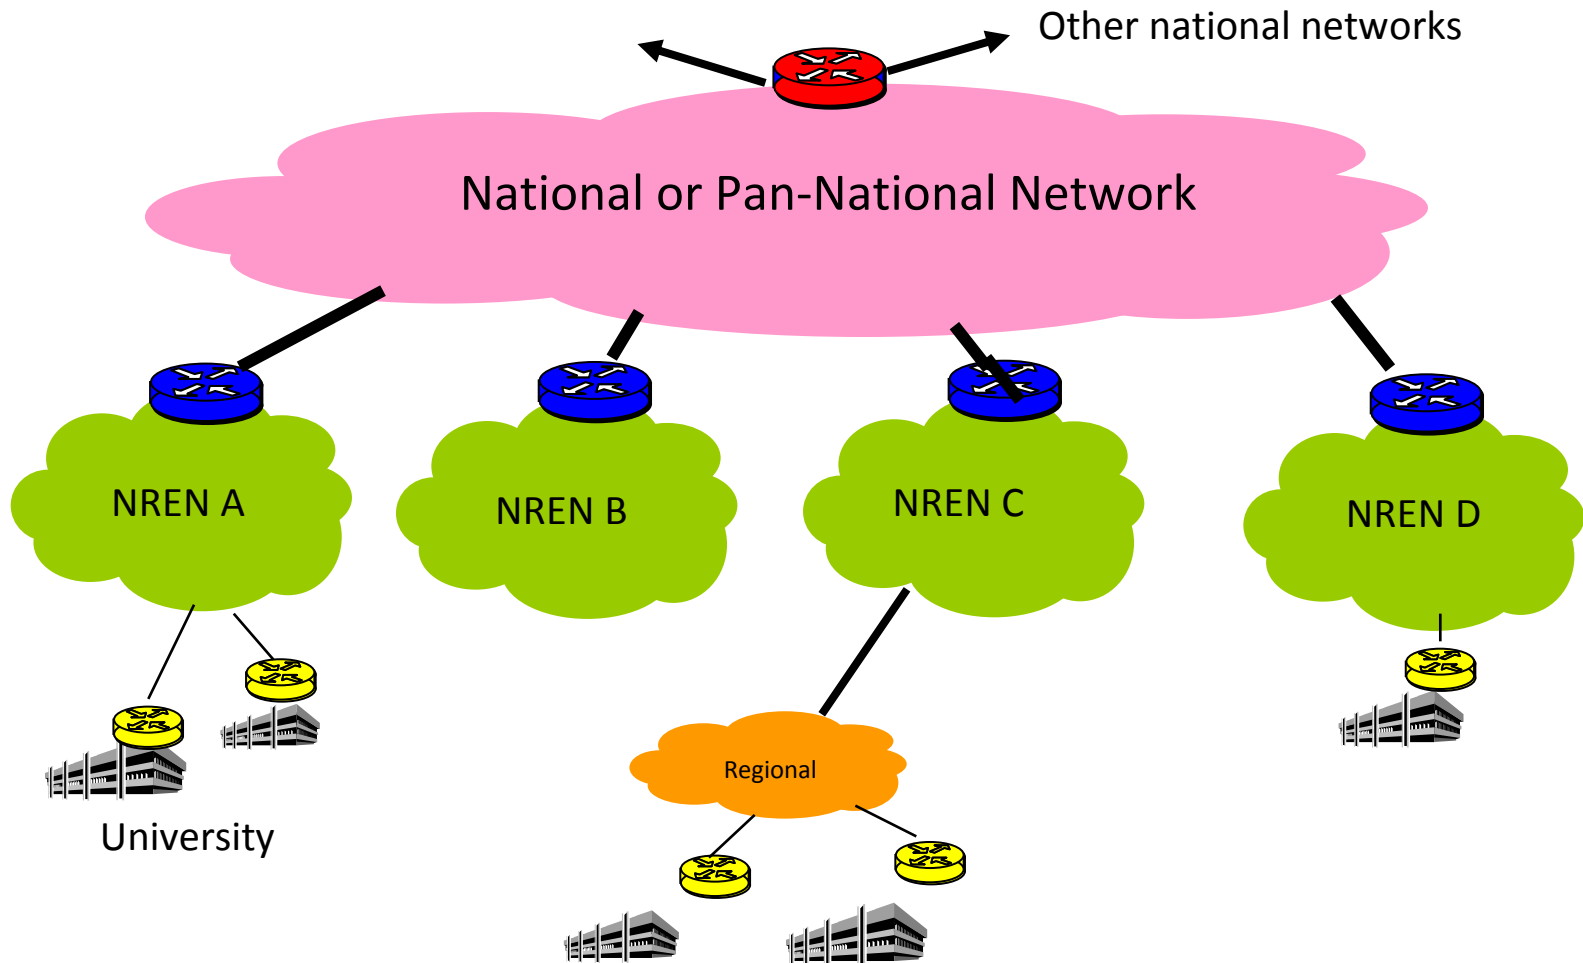 Other national networks
National or Pan-National Network
NREN A
NREN B
NREN C
NREN D
Regional
University